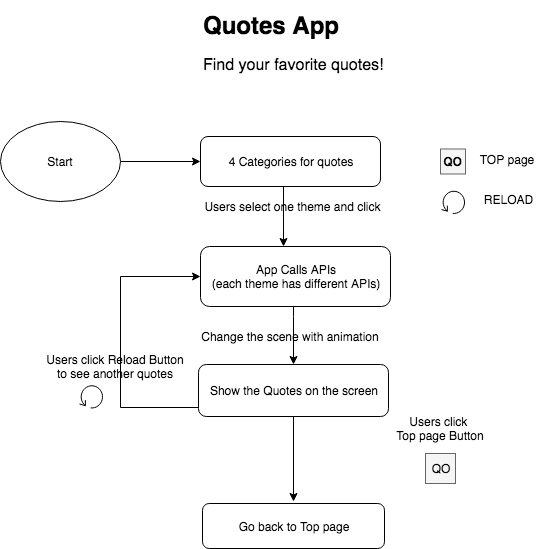 Quotes App
Find your favorite quotes!
Start
4 Categories for quotes
QO
TOP page
RELOAD
Users select one theme and click
App Calls APIs
(each theme has different APIs)
Change the scene with animation
Users click Reload Button
to see another quotes
Show the Quotes on the screen
Users click
Top page Button
QO
Go back to Top page